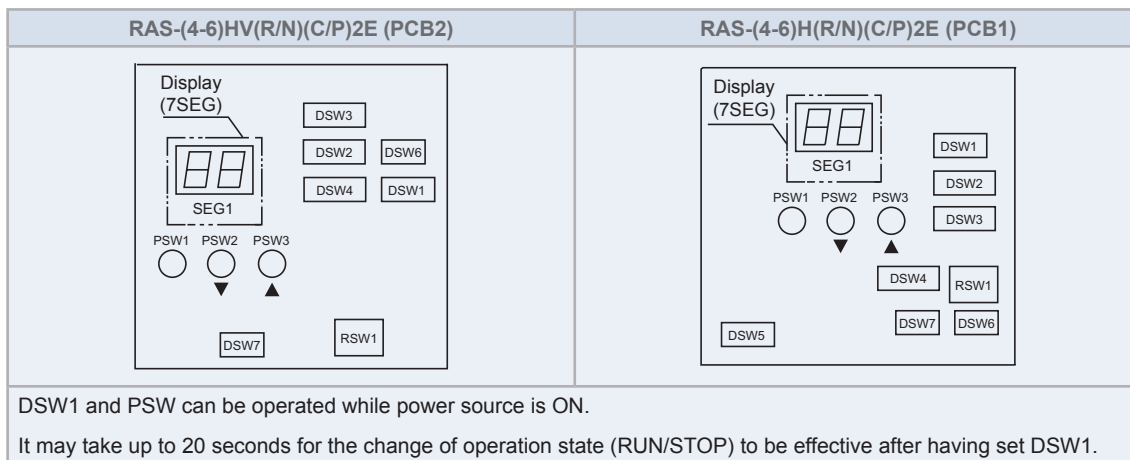 RAS-(4-6)HV(R/N)(C/P)2E (PCB2)
RAS-(4-6)H(R/N)(C/P)2E (PCB1)
Display
(7SEG)
DSW3
DSW2
DSW6
DSW4
DSW1
SEG1
PSW1
PSW2
PSW3
▼
▲
DSW7
RSW1
Display
(7SEG)
SEG1
DSW1
DSW2
DSW3
PSW1
PSW2
PSW3
▼
▲
DSW4
RSW1
DSW7
DSW6
DSW5
DSW1 and PSW can be operated while power source is ON.
It may take up to 20 seconds for the change of operation state (RUN/STOP) to be effective after having set DSW1.